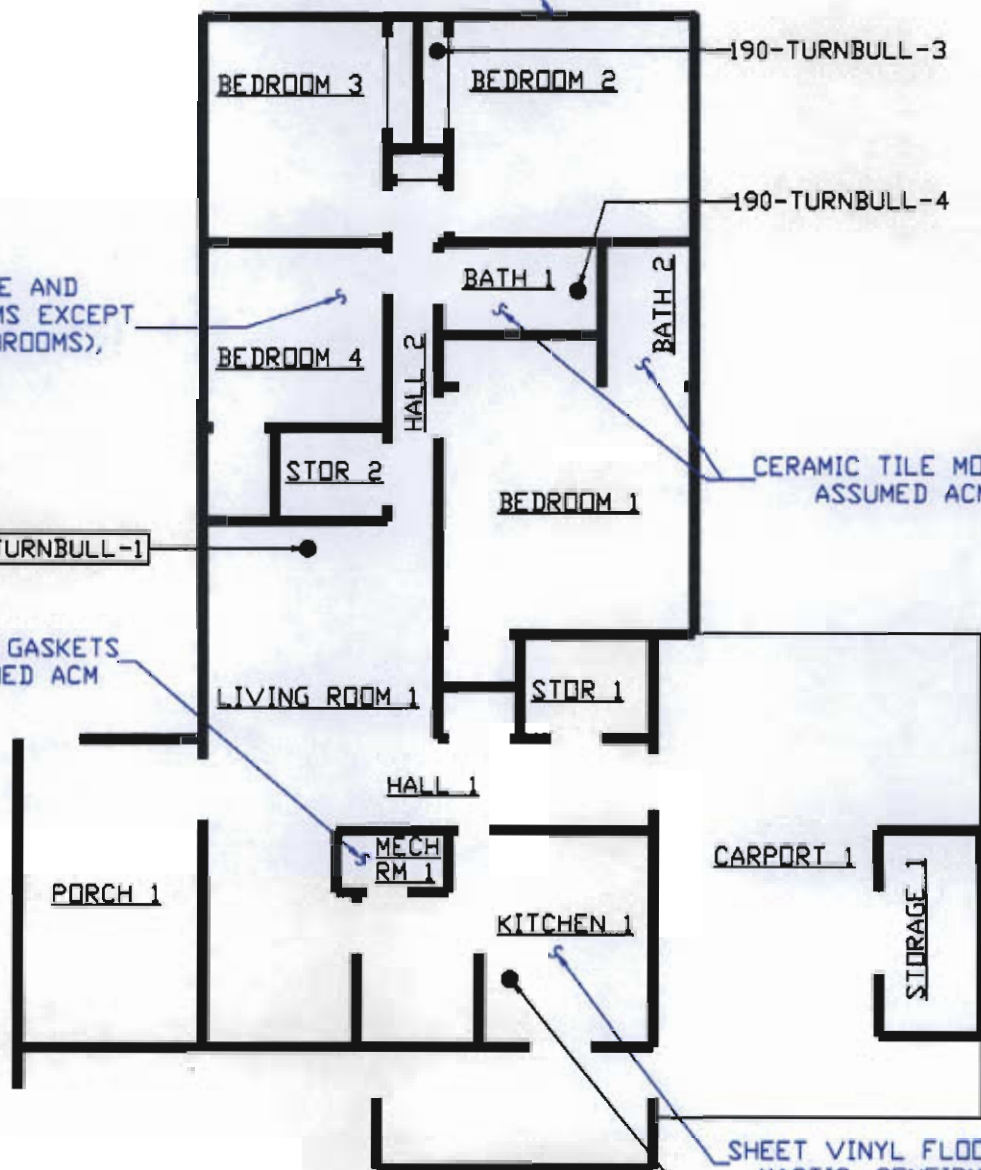 190-TURNBULL-3
BEDROOM 3
BEDROOM 2
190-TURNBULL-4
E AND
MS EXCEPT
DROOMS),
BATH 1
BATH 2
BEDROOM 4
HALL 2
STOR 2
BEDROOM 1
CERAMIC TILE MO
ASSUMED ACM
TURNBULL-1
GASKETS
ED ACM
LIVING ROOM 1
STOR 1
HALL 1
MECH
RM 1
CARPORT 1
PORCH 1
KITCHEN 1
STORAGE 1
SHEET VINYL FLOO